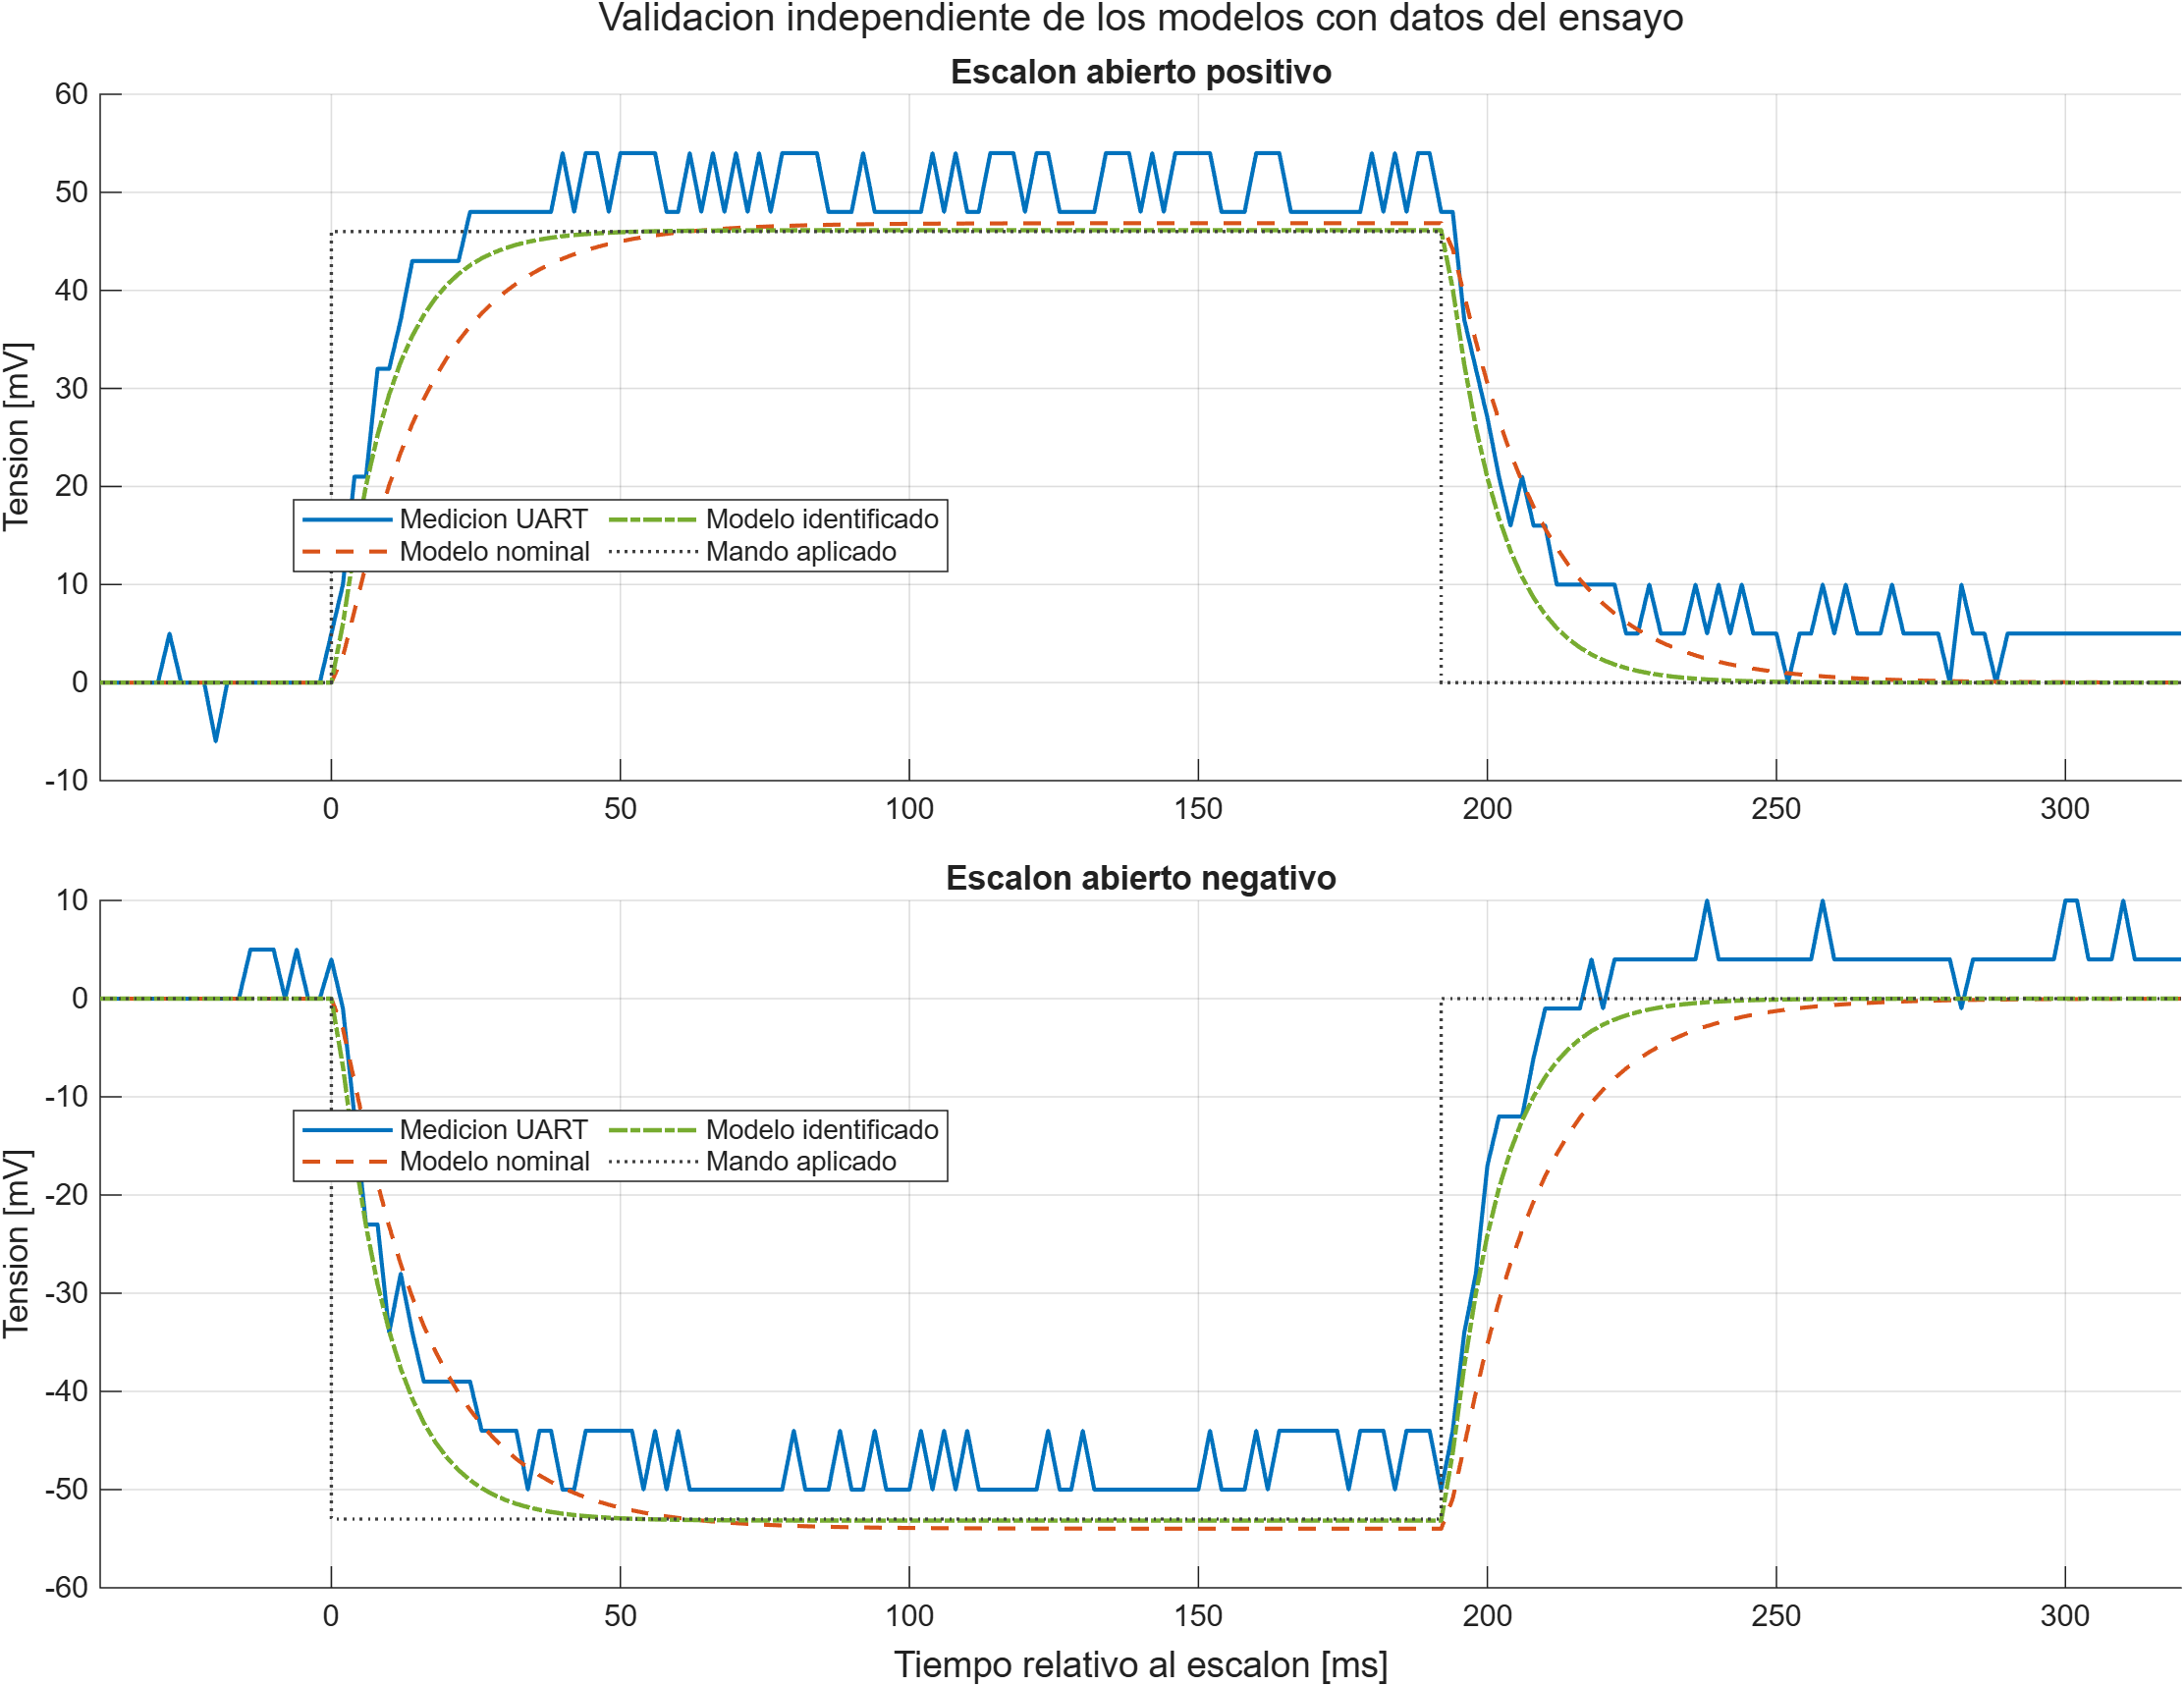 Validacion independiente de los modelos con datos del ensayo
Escalon abierto positivo
Tension [mV]
60
50
40
30
20
10
0
-10
Medicion UART
Modelo identificado
Modelo nominal
Mando aplicado
0 50 100 150 200 250 300
Escalon abierto negativo
Tension [mV]
10
0
-10
-20
-30
-40
-50
-60
Medicion UART
Modelo identificado
Modelo nominal
Mando aplicado
0 50 100 150 200 250 300
Tiempo relativo al escalon [ms]